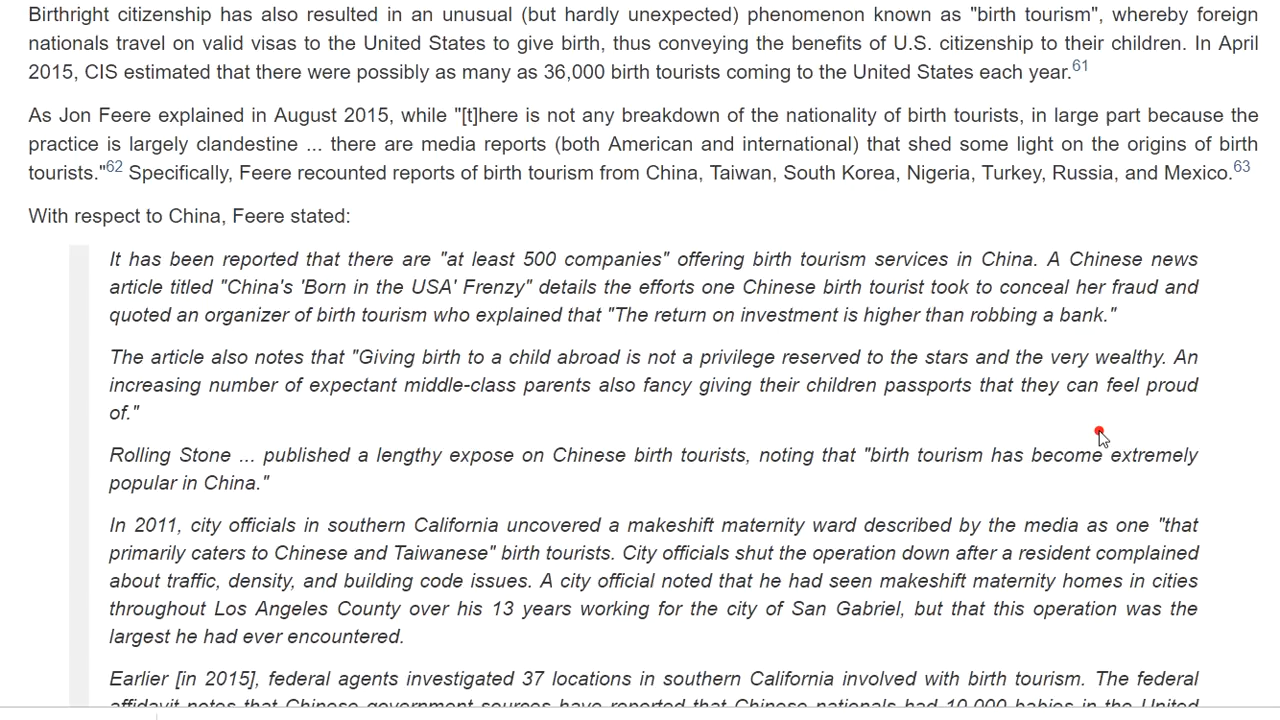 Birthright citizenship has also resulted in an unusual (but hardly unexpected) phenomenon known as "birth tourism", whereby foreign
nationals travel on valid visas to the United States to give birth, thus conveying the benefits of U.S. citizenship to their children. In April
2015, CIS estimated that there were possibly as many as 36,000 birth tourists coming to the United States each year.61
As Jon Feere explained in August 2015, while "[t]here is not any breakdown of the nationality of birth tourists, in large part because the
practice is largely clandestine ... there are media reports (both American and international) that shed some light on the origins of birth
tourists."62 Specifically, Feere recounted reports of birth tourism from China, Taiwan, South Korea, Nigeria, Turkey, Russia, and Mexico.63
With respect to China, Feere stated:
It has been reported that there are "at least 500 companies" offering birth tourism services in China. A Chinese news
article titled "China's 'Born in the USA' Frenzy" details the efforts one Chinese birth tourist took to conceal her fraud and
quoted an organizer of birth tourism who explained that "The return on investment is higher than robbing a bank."
The article also notes that "Giving birth to a child abroad is not a privilege reserved to the stars and the very wealthy. An
increasing number of expectant middle-class parents also fancy giving their children passports that they can feel proud
of."
Rolling Stone ... published a lengthy expose on Chinese birth tourists, noting that "birth tourism has become extremely
popular in China."
In 2011, city officials in southern California uncovered a makeshift maternity ward described by the media as one "that
primarily caters to Chinese and Taiwanese" birth tourists. City officials shut the operation down after a resident complained
about traffic, density, and building code issues. A city official noted that he had seen makeshift maternity homes in cities
throughout Los Angeles County over his 13 years working for the city of San Gabriel, but that this operation was the
largest he had ever encountered.
Earlier [in 2015], federal agents investigated 37 locations in southern California involved with birth tourism. The federal
affidavit notes that Chinese government sources have reported that Chinese nationals had 10,000 babies in the United